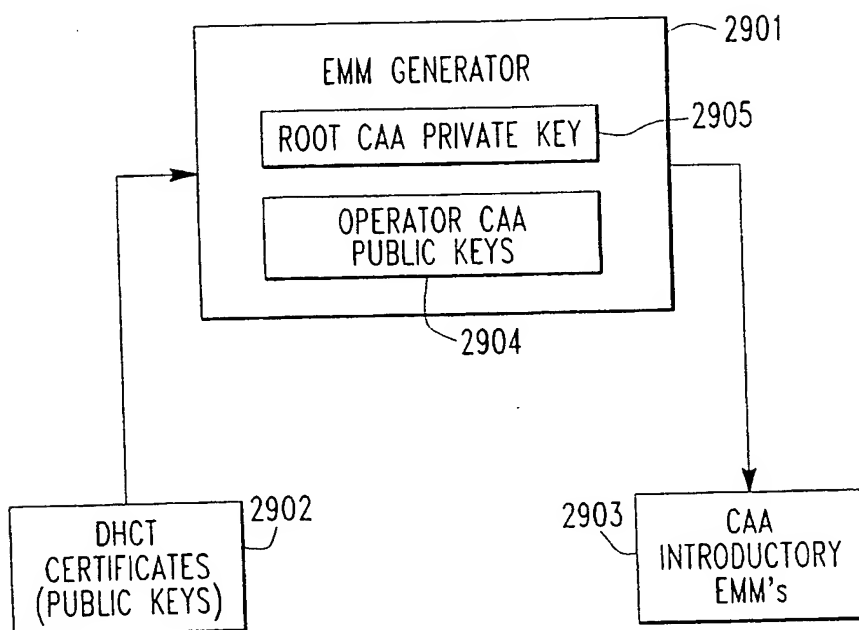 2901
EMM GENERATOR
ROOT CAA PRIVATE KEY
2905
OPERATOR CAA
PUBLIC KEYS
2904
DHCT
CERTIFICATES
(PUBLIC KEYS)
2902
2903
CAA
INTRODUCTORY
EMM's